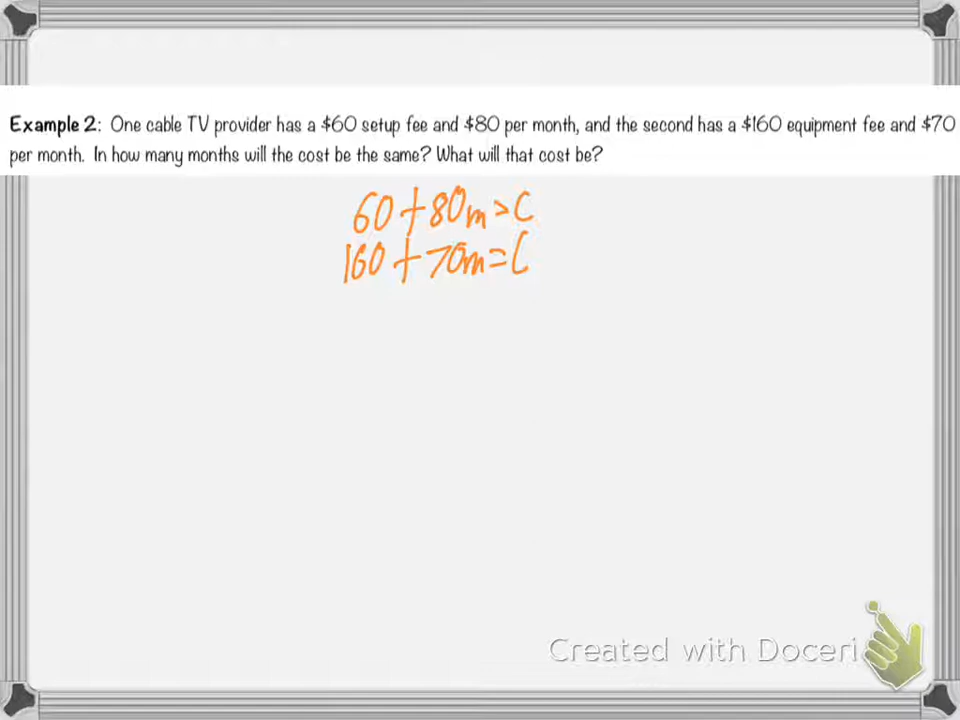 Example 2: One cable TV provider has a $60 setup fee and $80 per month, and the second has a $160 equipment fee and $70
per month. In how many months will the cost be the same? What will that cost be?
60+80m=C
160+70m=C
Created with Doceri